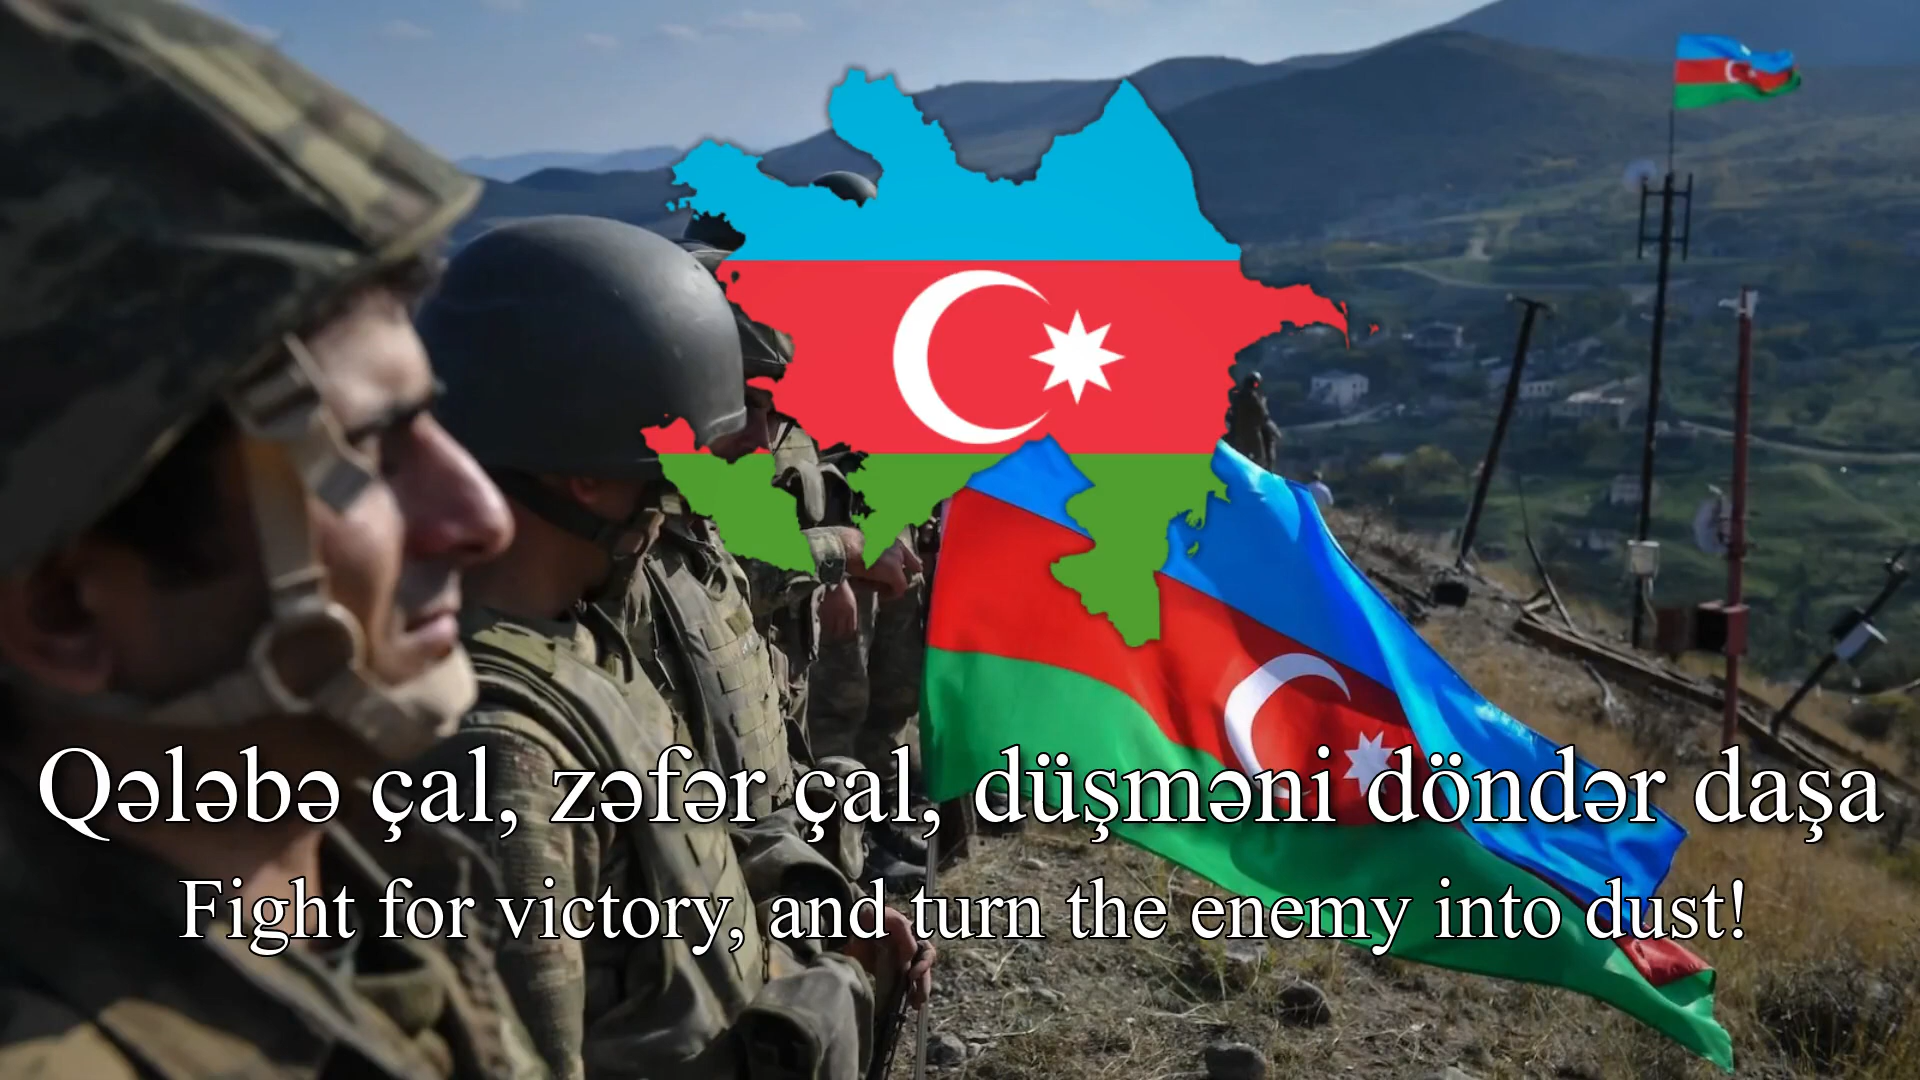 Qələbə çal, zəfər çal, düşməni döndər daşa
Fight for victory, and turn the enemy into dust!